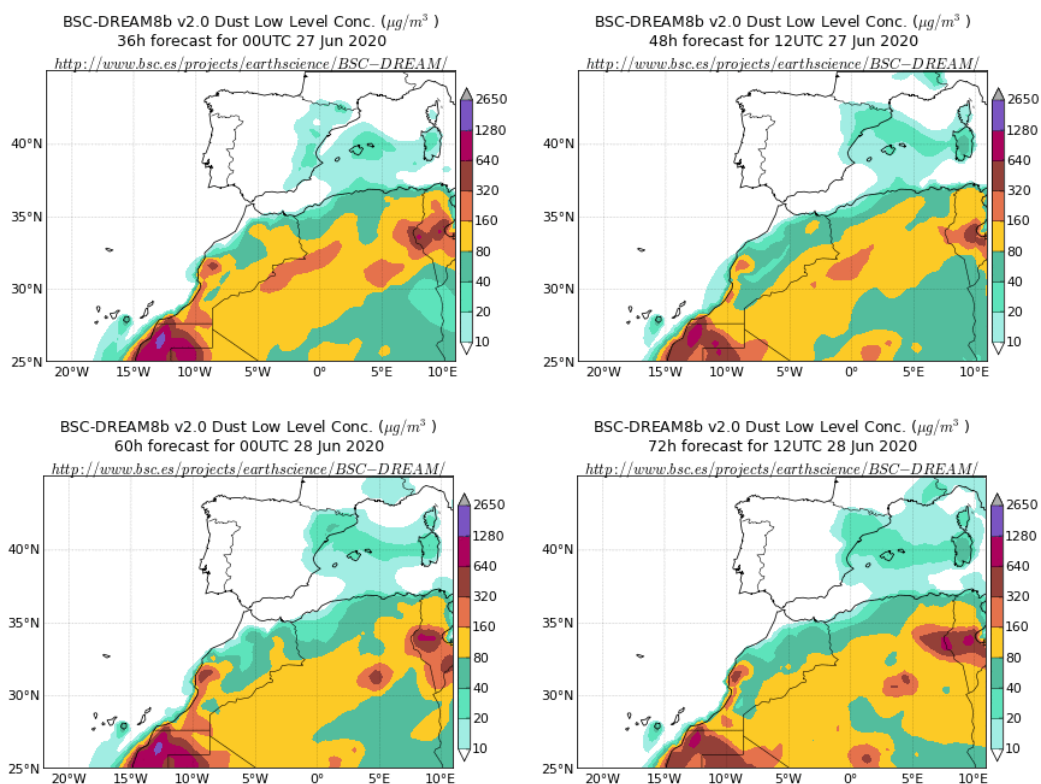 BSC-DREAM8b v2.0 Dust Low Level Conc. (μg/m³ )
36h forecast for 00UTC 27 Jun 2020
http://www.bsc.es/projects/earthscience/BSC−DREAM/
40°N
35°N
30°N
25°N
20°W 15°W 10°W 5°W 0° 5°E 10°E
2650
1280
640
320
160
80
40
20
10
BSC-DREAM8b v2.0 Dust Low Level Conc. (μg/m³ )
48h forecast for 12UTC 27 Jun 2020
http://www.bsc.es/projects/earthscience/BSC−DREAM/
40°N
35°N
30°N
25°N
20°W 15°W 10°W 5°W 0° 5°E 10°E
2650
1280
640
320
160
80
40
20
10
BSC-DREAM8b v2.0 Dust Low Level Conc. (μg/m³ )
60h forecast for 00UTC 28 Jun 2020
http://www.bsc.es/projects/earthscience/BSC−DREAM/
40°N
35°N
30°N
25°N
20°W 15°W 10°W 5°W 0° 5°E 10°E
2650
1280
640
320
160
80
40
20
10
BSC-DREAM8b v2.0 Dust Low Level Conc. (μg/m³ )
72h forecast for 12UTC 28 Jun 2020
http://www.bsc.es/projects/earthscience/BSC−DREAM/
40°N
35°N
30°N
25°N
20°W 15°W 10°W 5°W 0° 5°E 10°E
2650
1280
640
320
160
80
40
20
10